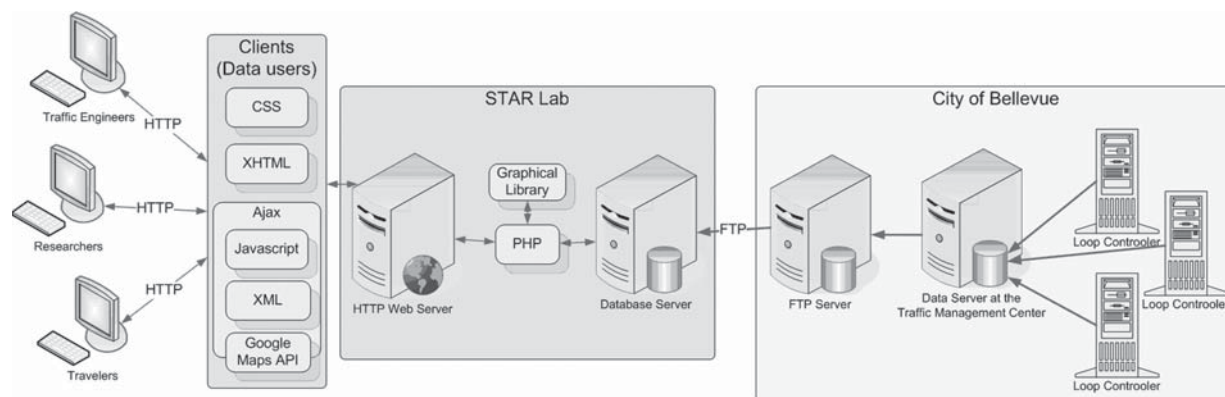 Traffic Engineers
HTTP
Researchers
HTTP
Travelers
HTTP
Clients
(Data users)
CSS
XHTML
Ajax
Javascript
XML
Google
Maps API
STAR Lab
HTTP Web Server
Graphical
Library
PHP
Database Server
FTP
City of Bellevue
FTP Server
Data Server at the
Traffic Management Center
Loop Controoler
Loop Controoler
Loop Controoler